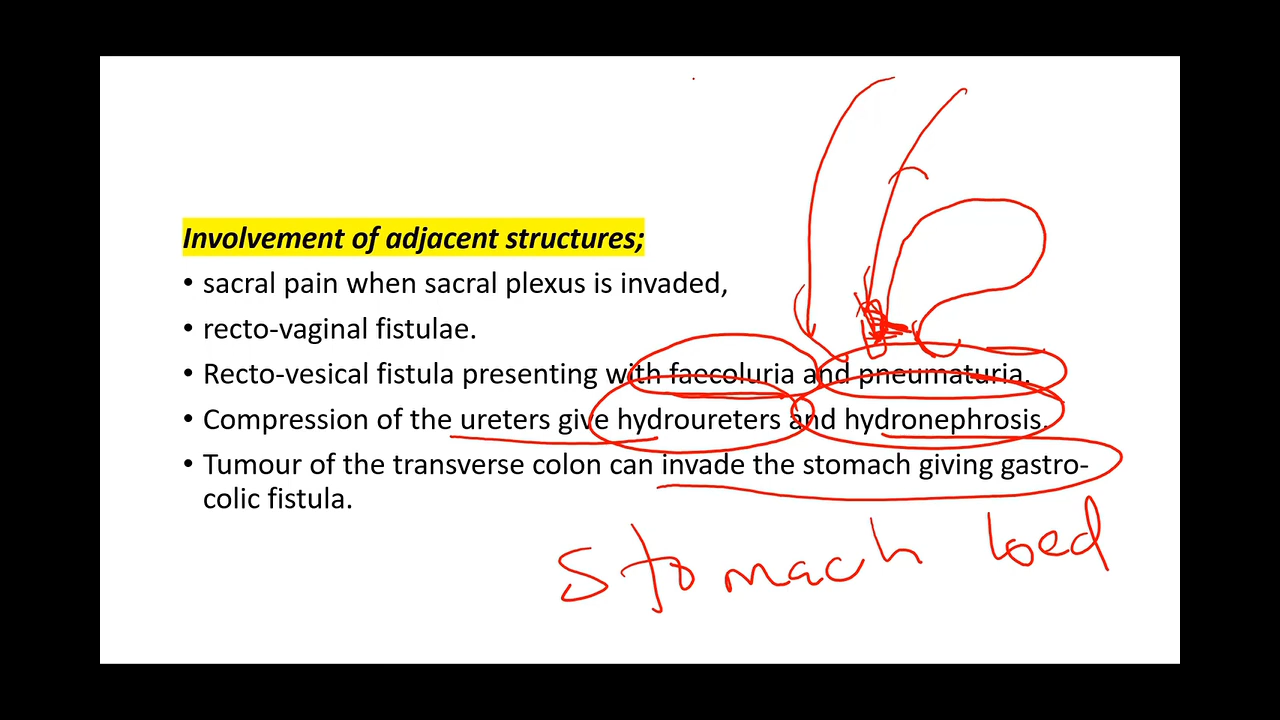 Involvement of adjacent structures;
• sacral pain when sacral plexus is invaded,
• recto-vaginal fistulae.
• Recto-vesical fistula presenting with faecoluria and pneumaturia.
• Compression of the ureters give hydroureters and hydronephrosis.
• Tumour of the transverse colon can invade the stomach giving gastro-
colic fistula.
stomach